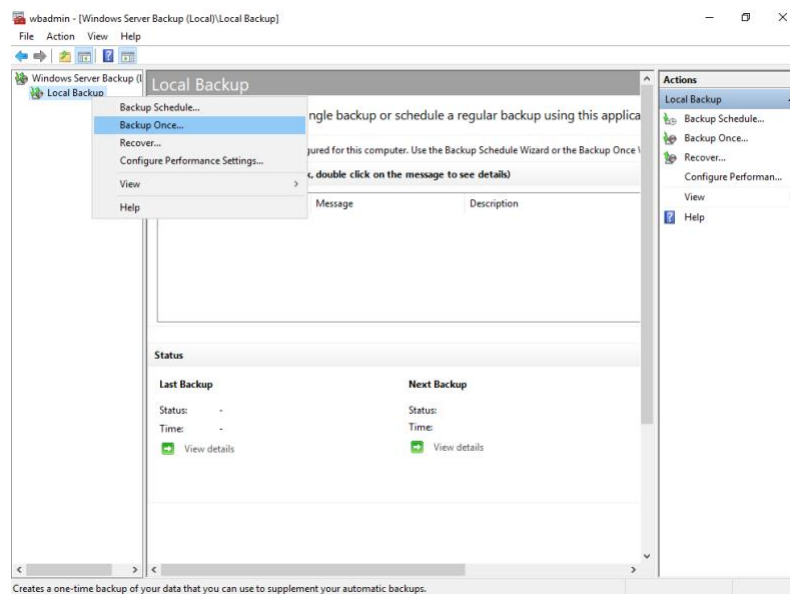 wbadmin - [Windows Server Backup (Local)\Local Backup]
File Action View Help
Windows Server Backup (L
Local Backup
Backup Schedule...
Backup Once...
Recover...
Configure Performance Settings...
View
Help
Local Backup
ngle backup or schedule a regular backup using this applica
gured for this computer. Use the Backup Schedule Wizard or the Backup Once
, double click on the message to see details)
Message Description
Status
Last Backup
Status: -
Time: -
View details
Next Backup
Status:
Time:
View details
Actions
Local Backup
Backup Schedule...
Backup Once...
Recover...
Configure Performan...
View
Help
Creates a one-time backup of your data that you can use to supplement your automatic backups.